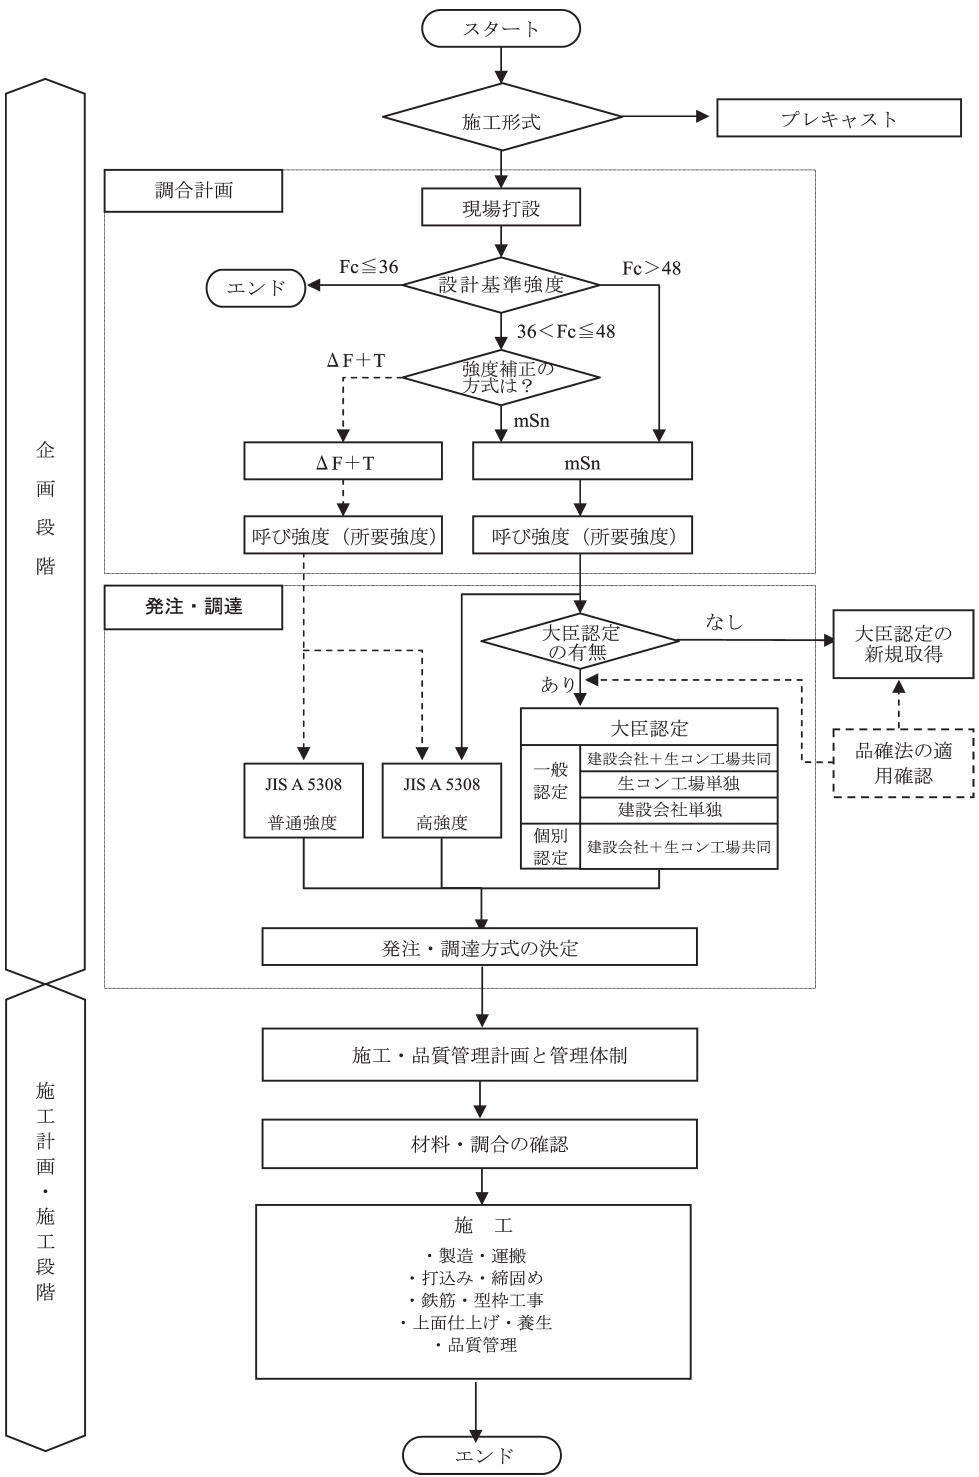 スタート
施工形式
プレキャスト
調合計画
現場打設
Fc≦36
Fc＞48
エンド
設計基準強度
36＜Fc≦48
ΔF＋T
強度補正の
方式は？
mSn
ΔF＋T
mSn
呼び強度（所要強度）
呼び強度（所要強度）
企画段階
発注・調達
大臣認定
の有無
なし
大臣認定の
新規取得
あり
品確法の適
用確認
大臣認定
一般
認定
建設会社＋生コン工場共同
生コン工場単独
建設会社単独
個別
認定
建設会社＋生コン工場共同
JIS A 5308
普通強度
JIS A 5308
高強度
発注・調達方式の決定
施工・品質管理計画と管理体制
材料・調合の確認
施工計画・施工段階
施　工
・製造・運搬
・打込み・締固め
・鉄筋・型枠工事
・上面仕上げ・養生
・品質管理
エンド